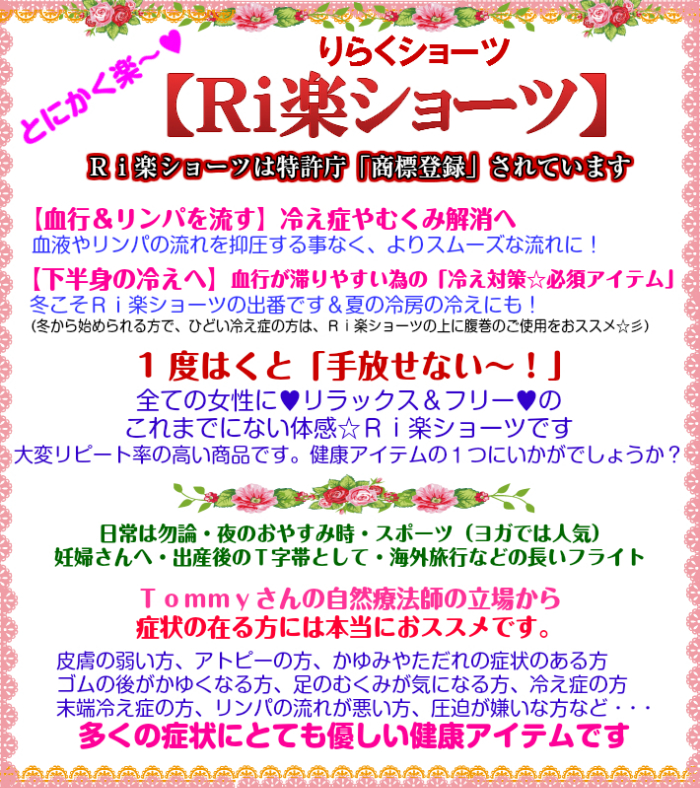 とにかく楽～♥
りらくショーツ
【Ri楽ショーツ】
Ｒｉ楽ショーツは特許庁「商標登録」されています
【血行＆リンパを流す】冷え症やむくみ解消へ
血液やリンパの流れを抑圧する事なく、よりスムーズな流れに！
【下半身の冷えへ】血行が滞りやすい為の「冷え対策☆必須アイテム」
冬こそＲｉ楽ショーツの出番です＆夏の冷房の冷えにも！
(冬から始められる方で、ひどい冷え症の方は、Ｒｉ楽ショーツの上に腹巻のご使用をおススメ☆彡)
１度はくと「手放せない～！」
全ての女性に♥リラックス＆フリー♥の
これまでにない体感☆Ｒｉ楽ショーツです
大変リピート率の高い商品です。健康アイテムの１つにいかがでしょうか？
日常は勿論・夜のおやすみ時・スポーツ（ヨガでは人気）
妊婦さんへ・出産後のＴ字帯として・海外旅行などの長いフライト
Ｔｏｍｍｙさんの自然療法師の立場から
症状の在る方には本当におススメです。
皮膚の弱い方、アトピーの方、かゆみやただれの症状のある方
ゴムの後がかゆくなる方、足のむくみが気になる方、冷え症の方
末端冷え症の方、リンパの流れが悪い方、圧迫が嫌いな方など・・・
多くの症状にとても優しい健康アイテムです